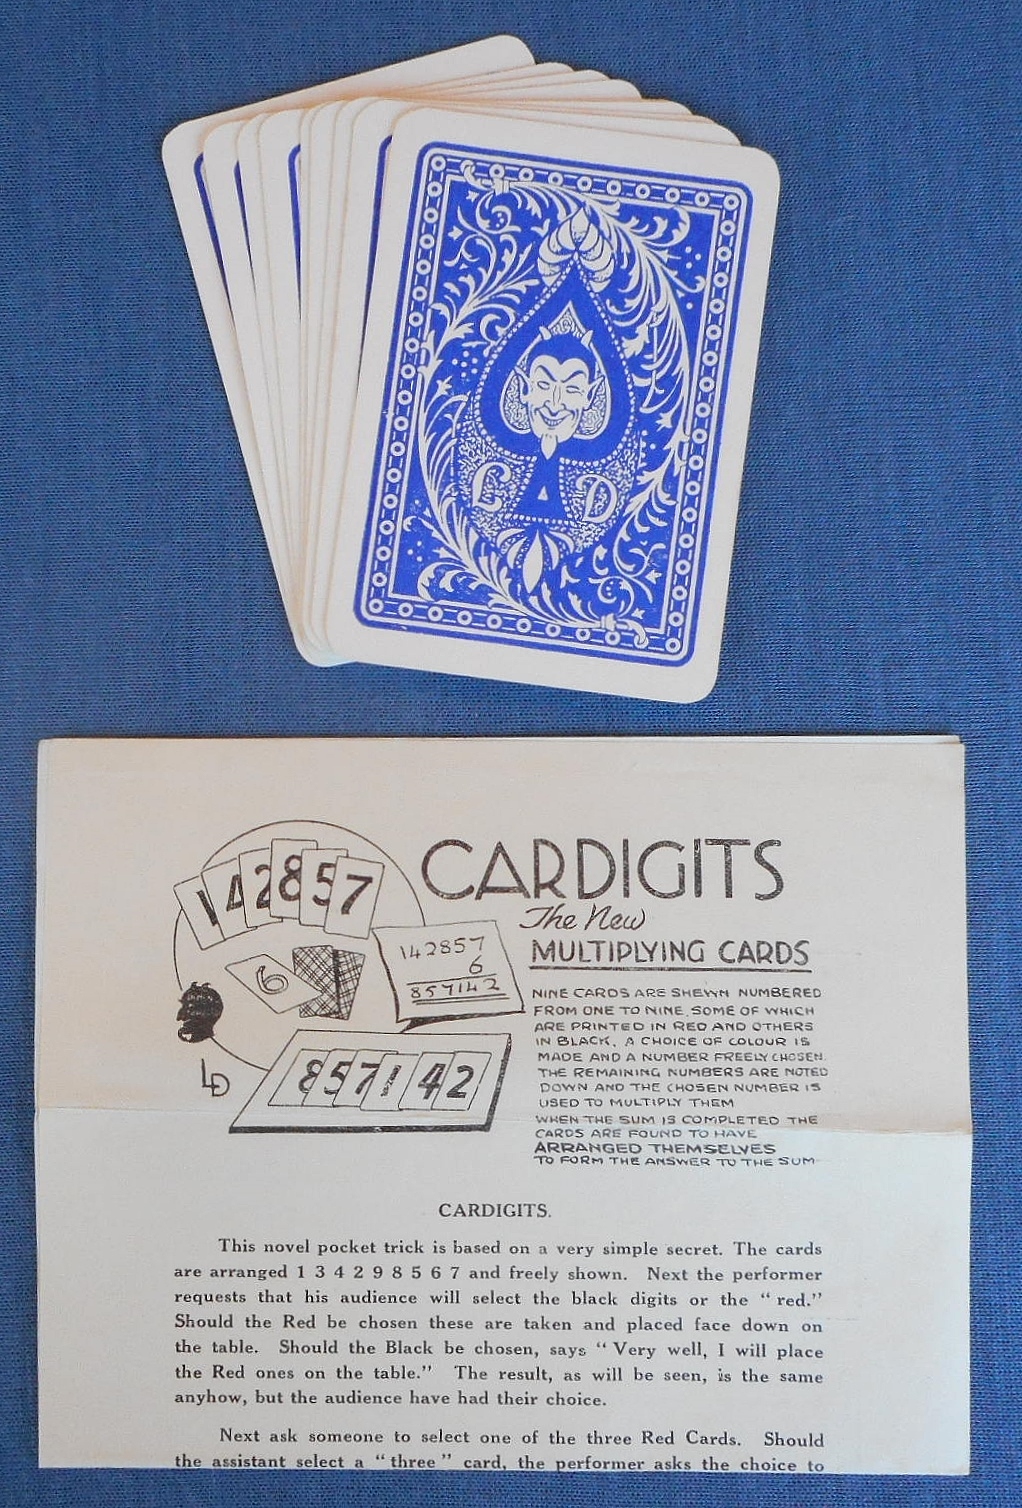 L D
142857
CARDIGITS
The New
MULTIPLYING CARDS
142857
6
857142
6
LD
857142
NINE CARDS ARE SHEWN NUMBERED
FROM ONE TO NINE, SOME OF WHICH
ARE PRINTED IN RED AND OTHERS
IN BLACK. A CHOICE OF COLOUR IS
MADE AND A NUMBER FREELY CHOSEN.
THE REMAINING NUMBERS ARE NOTED
DOWN AND THE CHOSEN NUMBER IS
USED TO MULTIPLY THEM
WHEN THE SUM IS COMPLETED THE
CARDS ARE FOUND TO HAVE
ARRANGED THEMSELVES
TO FORM THE ANSWER TO THE SUM
CARDIGITS.
This novel pocket trick is based on a very simple secret. The cards
are arranged 1 3 4 2 9 8 5 6 7 and freely shown. Next the performer
requests that his audience will select the black digits or the "red."
Should the Red be chosen these are taken and placed face down on
the table. Should the Black be chosen, says "Very well, I will place
the Red ones on the table." The result, as will be seen, is the same
anyhow, but the audience have had their choice.
Next ask someone to select one of the three Red Cards. Should
the assistant select a "three" card, the performer asks the choice to